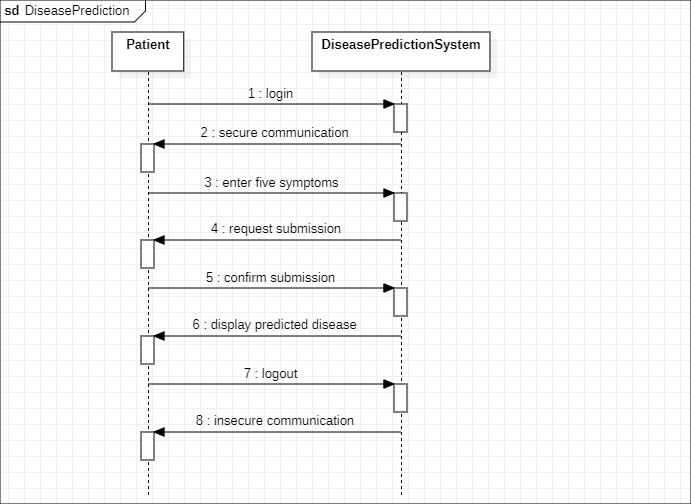 sd DiseasePrediction
Patient
DiseasePredictionSystem
1 : login
2 : secure communication
3 : enter five symptoms
4 : request submission
5 : confirm submission
6 : display predicted disease
7 : logout
8 : insecure communication